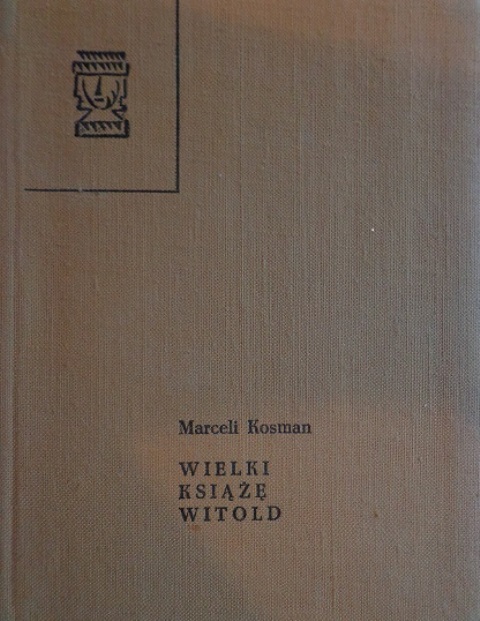 Marceli Kosman
WIELKI
KSIĄŻĘ
WITOLD